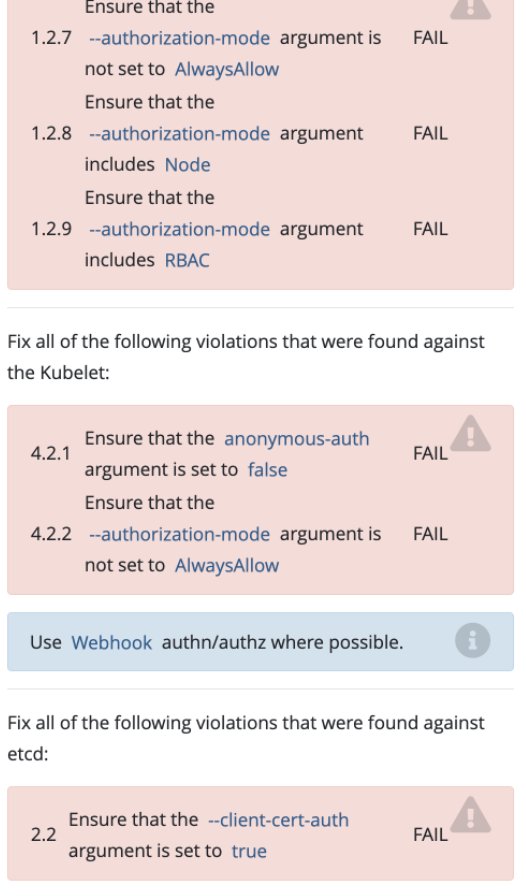 Ensure that the
1.2.7 --authorization-mode argument is FAIL
not set to AlwaysAllow
Ensure that the
1.2.8 --authorization-mode argument FAIL
includes Node
Ensure that the
1.2.9 --authorization-mode argument FAIL
includes RBAC
Fix all of the following violations that were found against
the Kubelet:
Ensure that the anonymous-auth
4.2.1 FAIL
argument is set to false
Ensure that the
4.2.2 --authorization-mode argument is FAIL
not set to AlwaysAllow
Use Webhook authn/authz where possible.
Fix all of the following violations that were found against
etcd:
Ensure that the --client-cert-auth
2.2 FAIL
argument is set to true